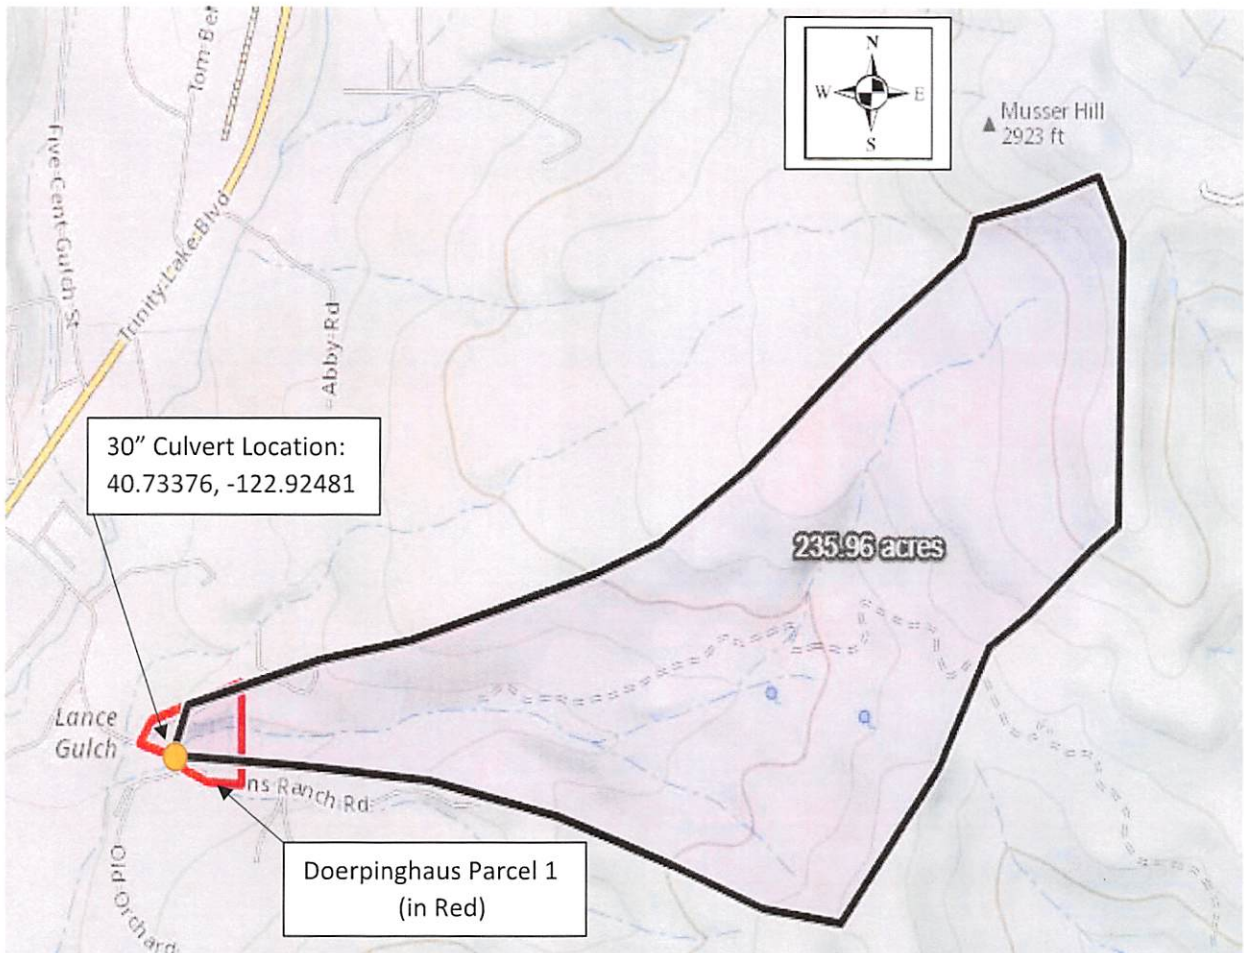 N
W E
S
Musser Hill
2923 ft
Tom Bel
Five Cent Gulch St
Trinity Lake Blvd
Abby Rd
30” Culvert Location:
40.73376, -122.92481
235.96 acres
Lance
Gulch
ns Ranch Rd
Doerpinghaus Parcel 1
(in Red)
Old Orchard